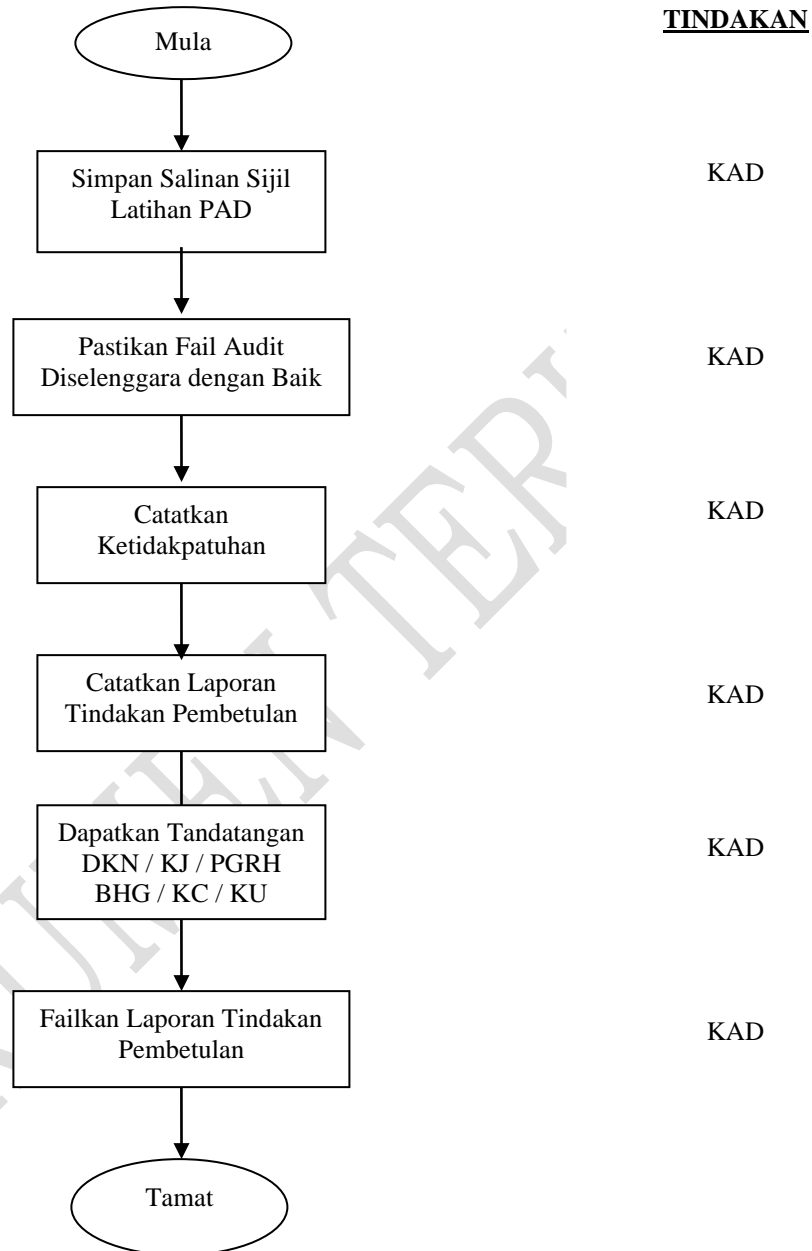 TINDAKAN
Mula
Simpan Salinan Sijil
Latihan PAD
KAD
Pastikan Fail Audit
Diselenggara dengan Baik
KAD
Catatkan
Ketidakpatuhan
KAD
Catatkan Laporan
Tindakan Pembetulan
KAD
Dapatkan Tandatangan
DKN / KJ / PGRH
BHG / KC / KU
KAD
Failkan Laporan Tindakan
Pembetulan
KAD
Tamat